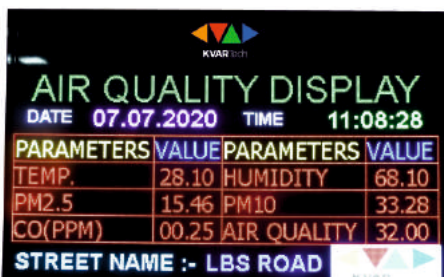 KVAR Tech
AIR QUALITY DISPLAY
DATE 07.07.2020 TIME 11:08:28
PARAMETERS VALUE PARAMETERS VALUE
TEMP. 28.10 HUMIDITY 68.10
PM2.5 15.46 PM10 33.28
CO(PPM) 00.25 AIR QUALITY 32.00
STREET NAME :- LBS ROAD